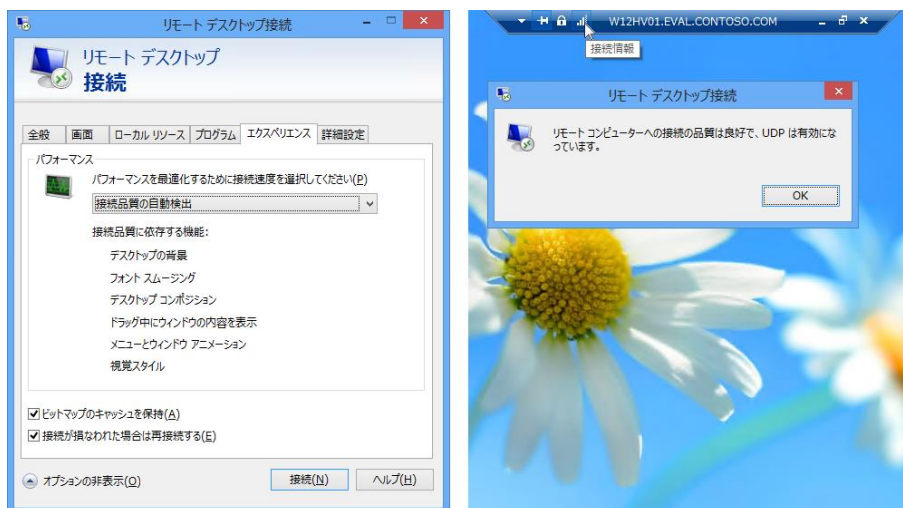 リモート デスクトップ接続
リモート デスクトップ
接続
全般 画面 ローカル リソース プログラム エクスペリエンス 詳細設定
パフォーマンス
パフォーマンスを最適化するために接続速度を選択してください(P)
接続品質の自動検出
接続品質に依存する機能:
デスクトップの背景
フォント スムージング
デスクトップ コンポジション
ドラッグ中にウィンドウの内容を表示
メニューとウィンドウ アニメーション
視覚スタイル
ビットマップのキャッシュを保持(A)
接続が損なわれた場合は再接続する(E)
オプションの非表示(O) 接続(N) ヘルプ(H)
W12HV01.EVAL.CONTOSO.COM
接続情報
リモート デスクトップ接続
リモート コンピューターへの接続の品質は良好で、UDP は有効にな
っています。
OK